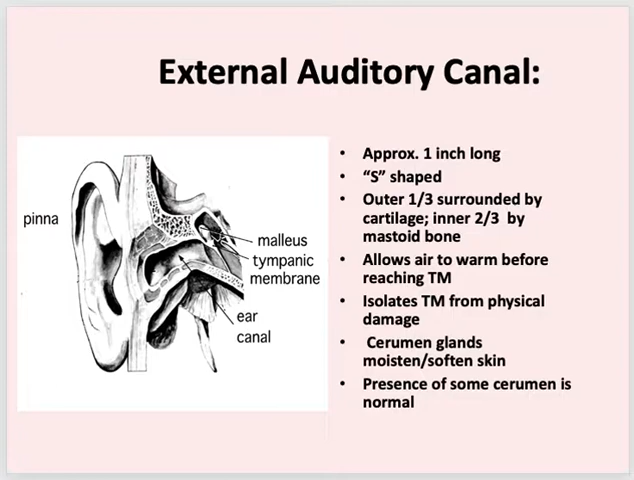 External Auditory Canal:
pinna
malleus
tympanic
membrane
ear
canal
• Approx. 1 inch long
• “S” shaped
• Outer 1/3 surrounded by
cartilage; inner 2/3 by
mastoid bone
• Allows air to warm before
reaching TM
• Isolates TM from physical
damage
• Cerumen glands
moisten/soften skin
• Presence of some cerumen is
normal